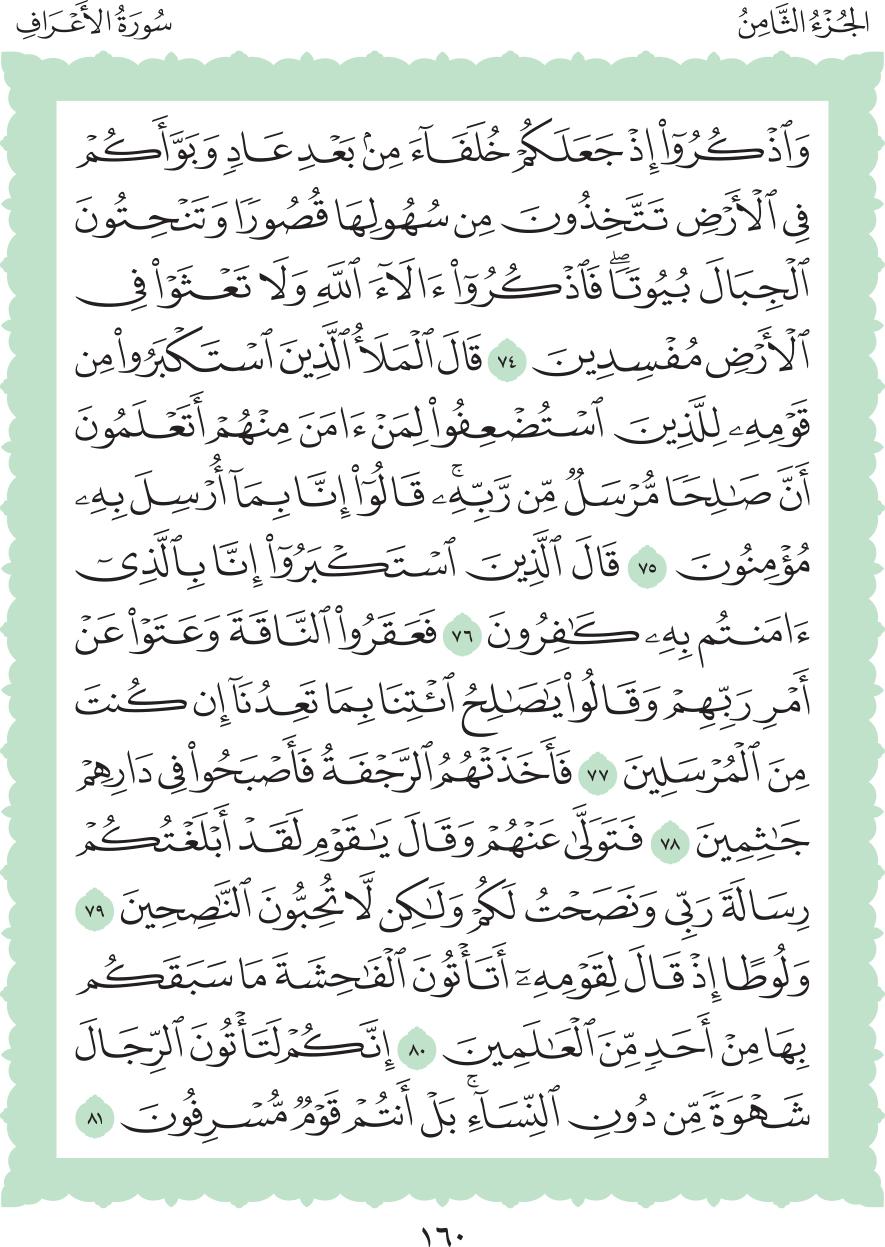 الجُزْءُ الثَّامِنُ
سُورَةُ الأَعْرَافِ
وَٱذْكُرُوٓاْ إِذْ جَعَلَكُمْ خُلَفَآءَ مِنۢ بَعْدِ عَادٖ وَبَوَّأَكُمْ
فِي ٱلْأَرْضِ تَتَّخِذُونَ مِن سُهُولِهَا قُصُورٗا وَتَنْحِتُونَ
ٱلْجِبَالَ بُيُوتٗاۖ فَٱذْكُرُوٓاْ ءَالَآءَ ٱللَّهِ وَلَا تَعْثَوْاْ فِي
ٱلْأَرْضِ مُفْسِدِينَ ٧٤ قَالَ ٱلْمَلَأُ ٱلَّذِينَ ٱسْتَكْبَرُواْ مِن
قَوْمِهِۦ لِلَّذِينَ ٱسْتُضْعِفُواْ لِمَنْ ءَامَنَ مِنْهُمْ أَتَعْلَمُونَ
أَنَّ صَٰلِحٗا مُّرْسَلٞ مِّن رَّبِّهِۦۚ قَالُوٓاْ إِنَّا بِمَآ أُرْسِلَ بِهِۦ
مُؤْمِنُونَ ٧٥ قَالَ ٱلَّذِينَ ٱسْتَكْبَرُوٓاْ إِنَّا بِٱلَّذِيٓ
ءَامَنتُم بِهِۦ كَٰفِرُونَ ٧٦ فَعَقَرُواْ ٱلنَّاقَةَ وَعَتَوْاْ عَنْ
أَمْرِ رَبِّهِمْ وَقَالُواْ يَٰصَٰلِحُ ٱئْتِنَا بِمَا تَعِدُنَآ إِن كُنتَ
مِنَ ٱلْمُرْسَلِينَ ٧٧ فَأَخَذَتْهُمُ ٱلرَّجْفَةُ فَأَصْبَحُواْ فِي دَارِهِمْ
جَٰثِمِينَ ٧٨ فَتَوَلَّىٰ عَنْهُمْ وَقَالَ يَٰقَوْمِ لَقَدْ أَبْلَغْتُكُمْ
رِسَالَةَ رَبِّي وَنَصَحْتُ لَكُمْ وَلَٰكِن لَّا تُحِبُّونَ ٱلنَّٰصِحِينَ ٧٩
وَلُوطًا إِذْ قَالَ لِقَوْمِهِۦٓ أَتَأْتُونَ ٱلْفَٰحِشَةَ مَا سَبَقَكُم
بِهَا مِنْ أَحَدٖ مِّنَ ٱلْعَٰلَمِينَ ٨٠ إِنَّكُمْ لَتَأْتُونَ ٱلرِّجَالَ
شَهْوَةٗ مِّن دُونِ ٱلنِّسَآءِۚ بَلْ أَنتُمْ قَوْمٞ مُّسْرِفُونَ ٨١
١٦٠